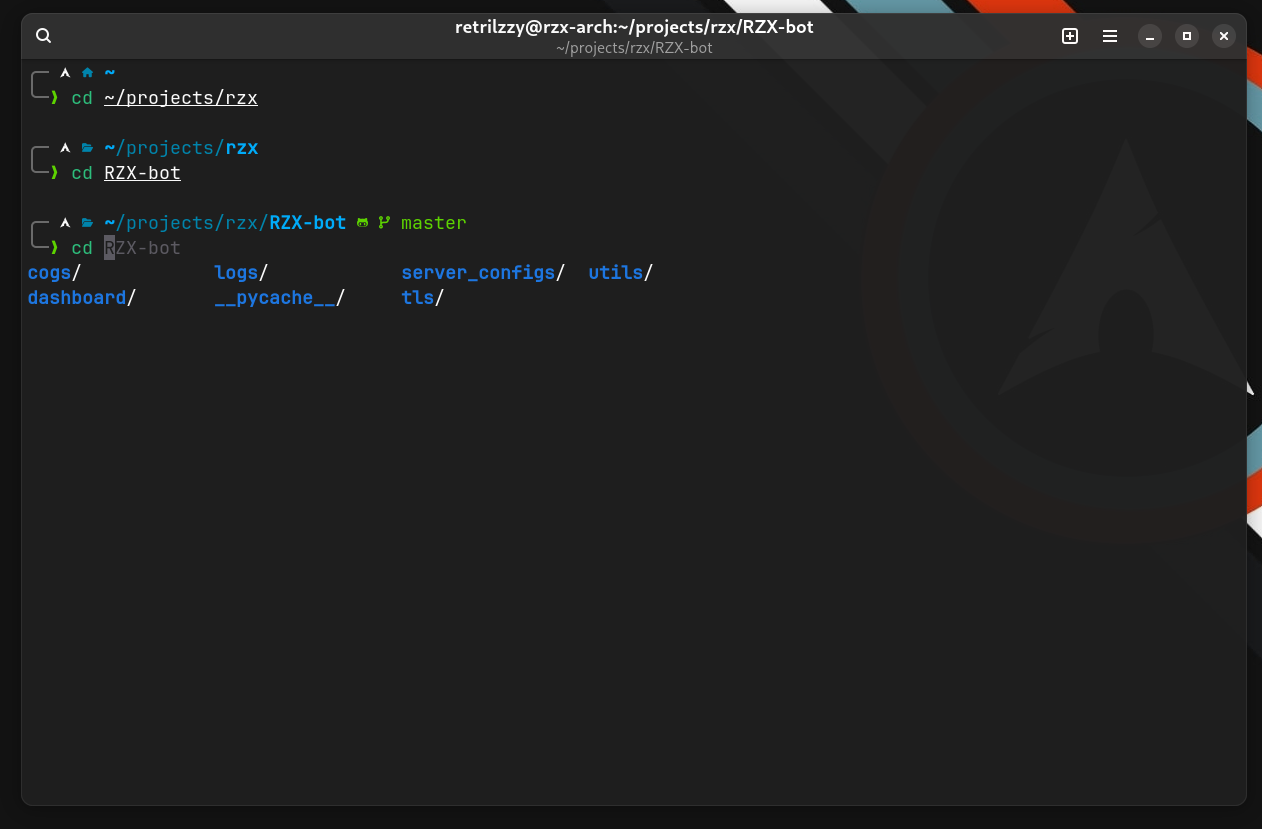 retrilzzy@rzx-arch:~/projects/rzx/RZX-bot
~/projects/rzx/RZX-bot
~
❯ cd ~/projects/rzx
~/projects/rzx
❯ cd RZX-bot
~/projects/rzx/RZX-bot master
❯ cd RZX-bot
cogs/ logs/ server_configs/ utils/
dashboard/ __pycache__/ tls/